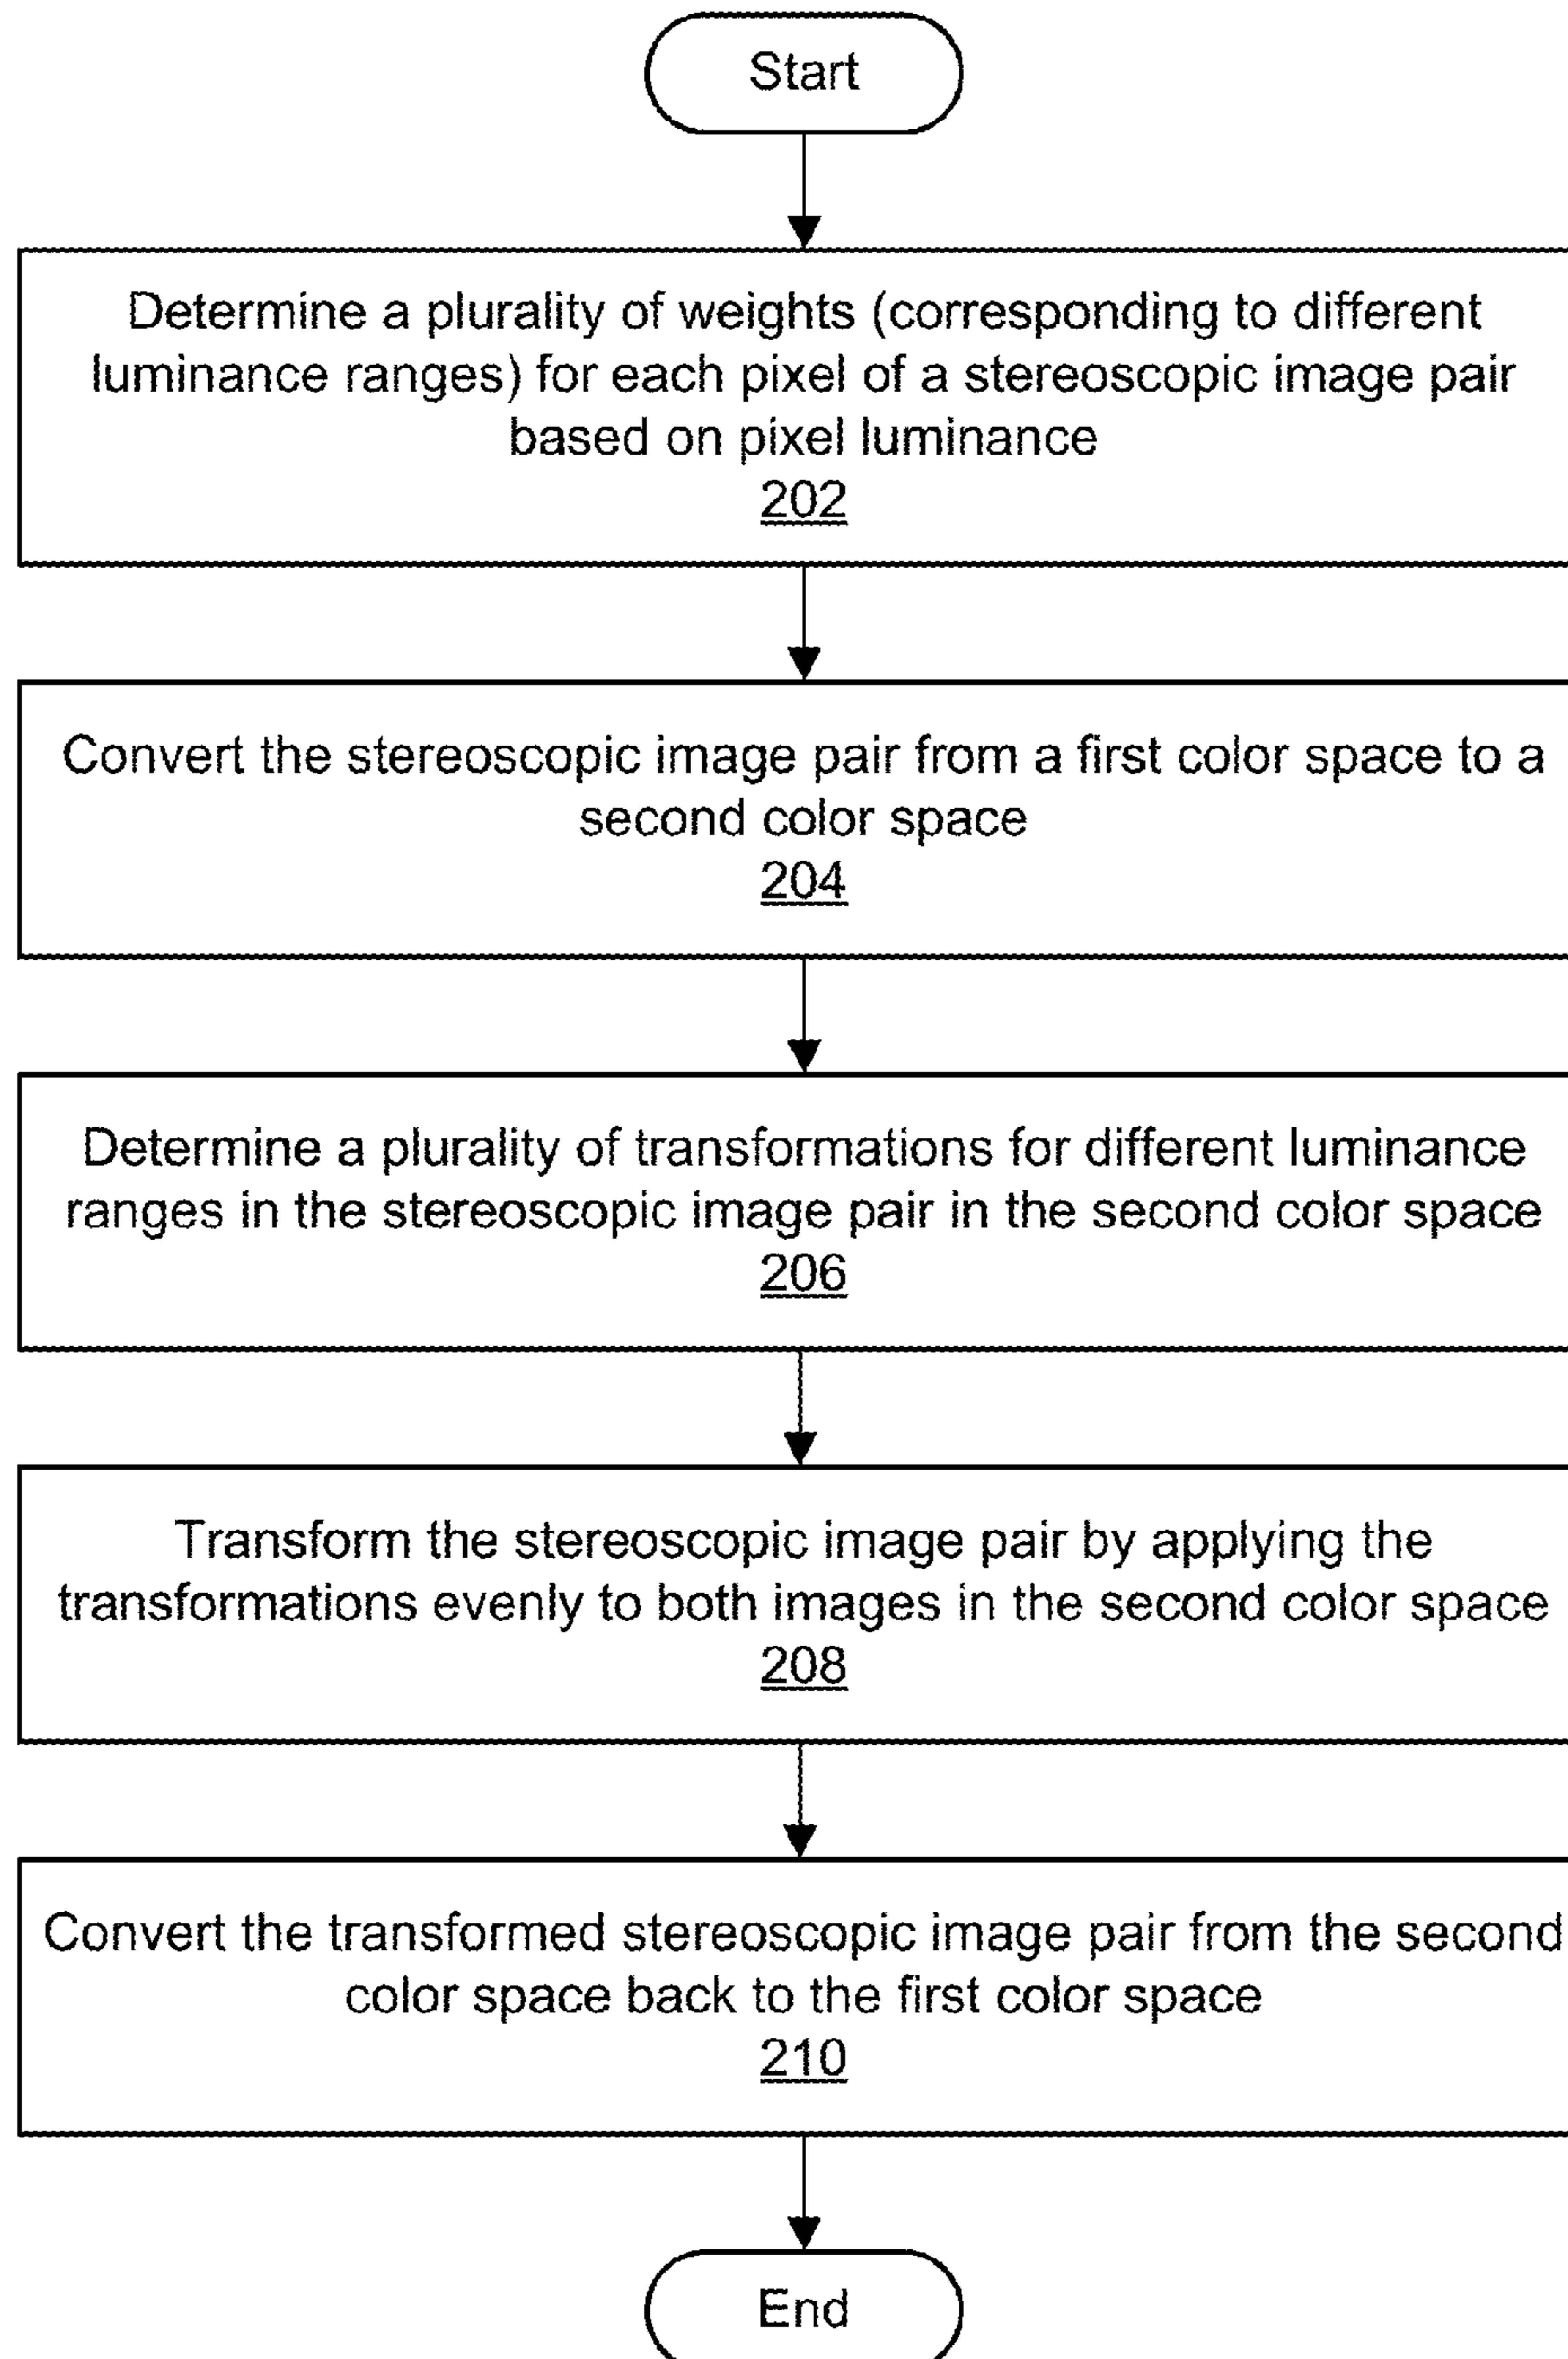 Start
Determine a plurality of weights (corresponding to different
luminance ranges) for each pixel of a stereoscopic image pair
based on pixel luminance
202
Convert the stereoscopic image pair from a first color space to a
second color space
204
Determine a plurality of transformations for different luminance
ranges in the stereoscopic image pair in the second color space
206
Transform the stereoscopic image pair by applying the
transformations evenly to both images in the second color space
208
Convert the transformed stereoscopic image pair from the second
color space back to the first color space
210
End